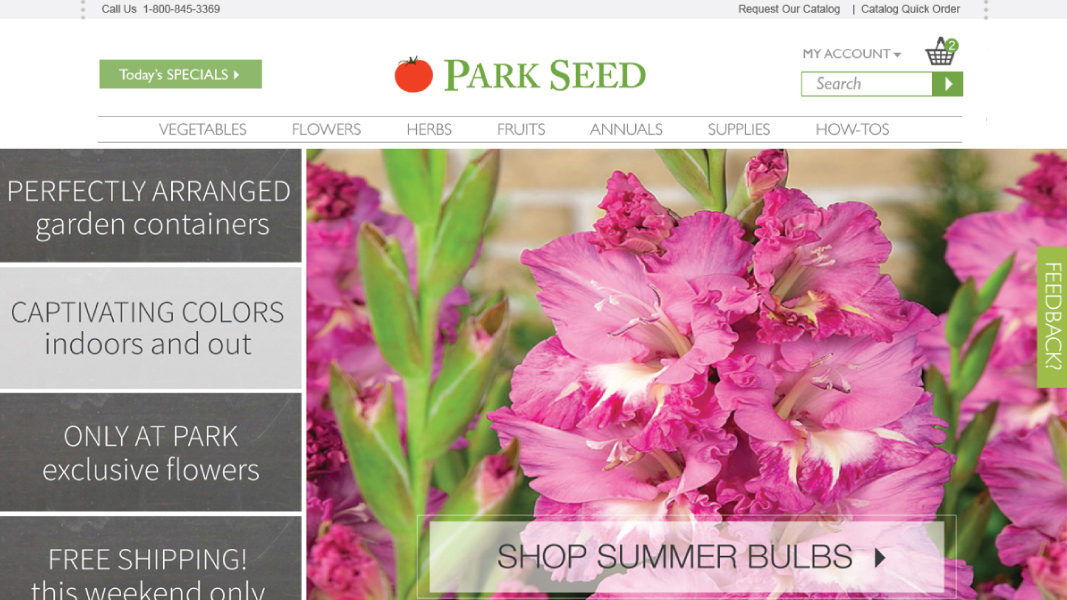 Call Us 1-800-845-3369
Request Our Catalog | Catalog Quick Order
Today's SPECIALS
PARK SEED
MY ACCOUNT
2
Search
VEGETABLES FLOWERS HERBS FRUITS ANNUALS SUPPLIES HOW-TOS
PERFECTLY ARRANGED
garden containers
CAPTIVATING COLORS
indoors and out
ONLY AT PARK
exclusive flowers
FREE SHIPPING!
this weekend only
SHOP SUMMER BULBS
FEEDBACK?